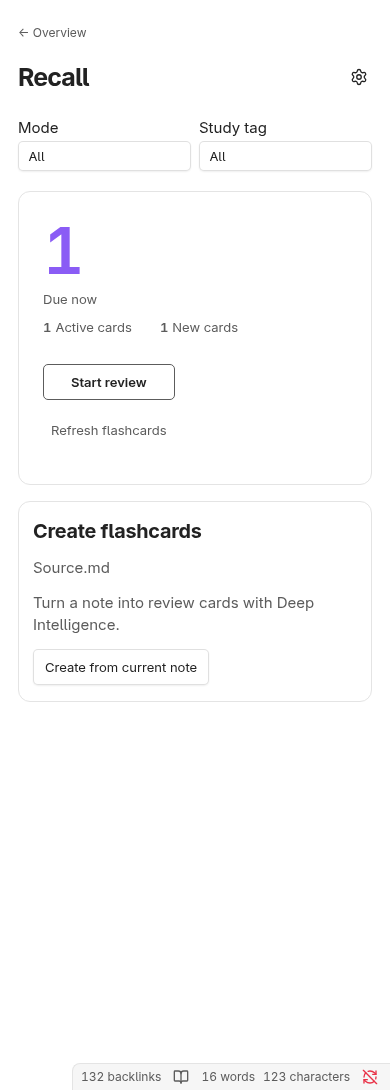 ← Overview
Recall
Mode
Study tag
All
All
1
Due now
1 Active cards
1 New cards
Start review
Refresh flashcards
Create flashcards
Source.md
Turn a note into review cards with Deep
Intelligence.
Create from current note
132 backlinks
16 words
123 characters